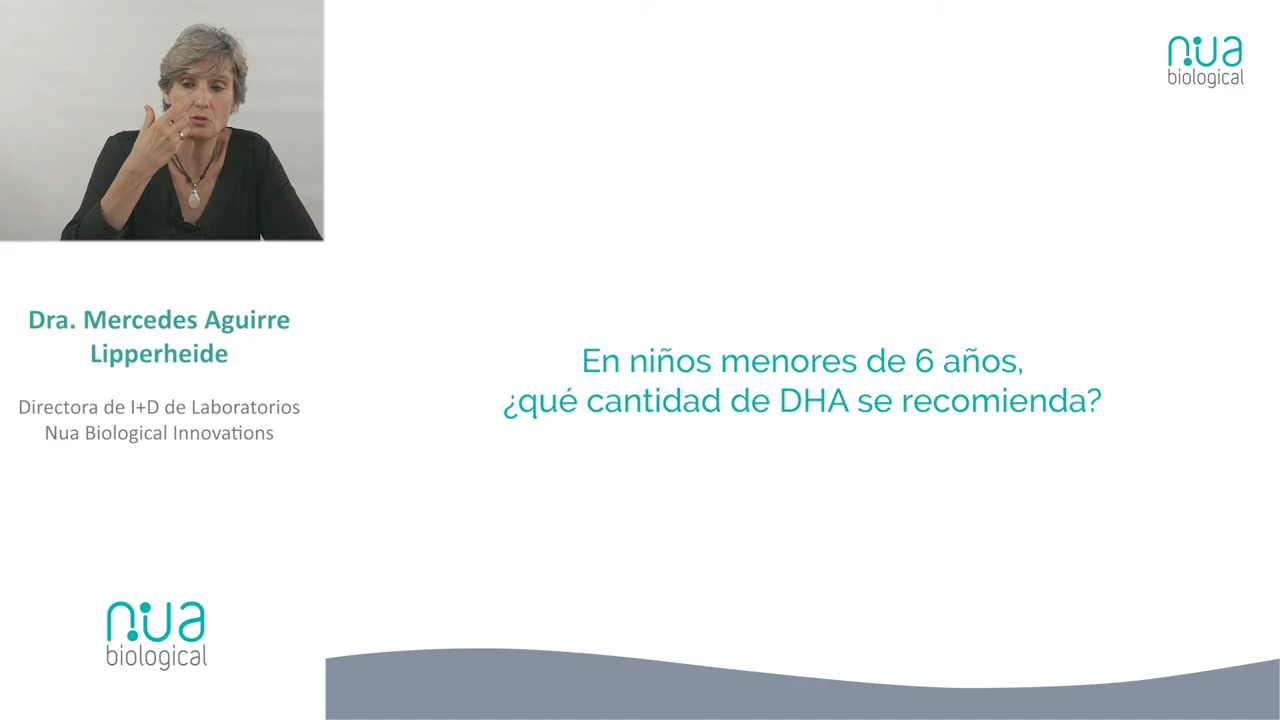 nua
biological
Dra. Mercedes Aguirre
Lipperheide
Directora de I+D de Laboratorios
Nua Biological Innovations
En niños menores de 6 años,
¿qué cantidad de DHA se recomienda?
nua
biological